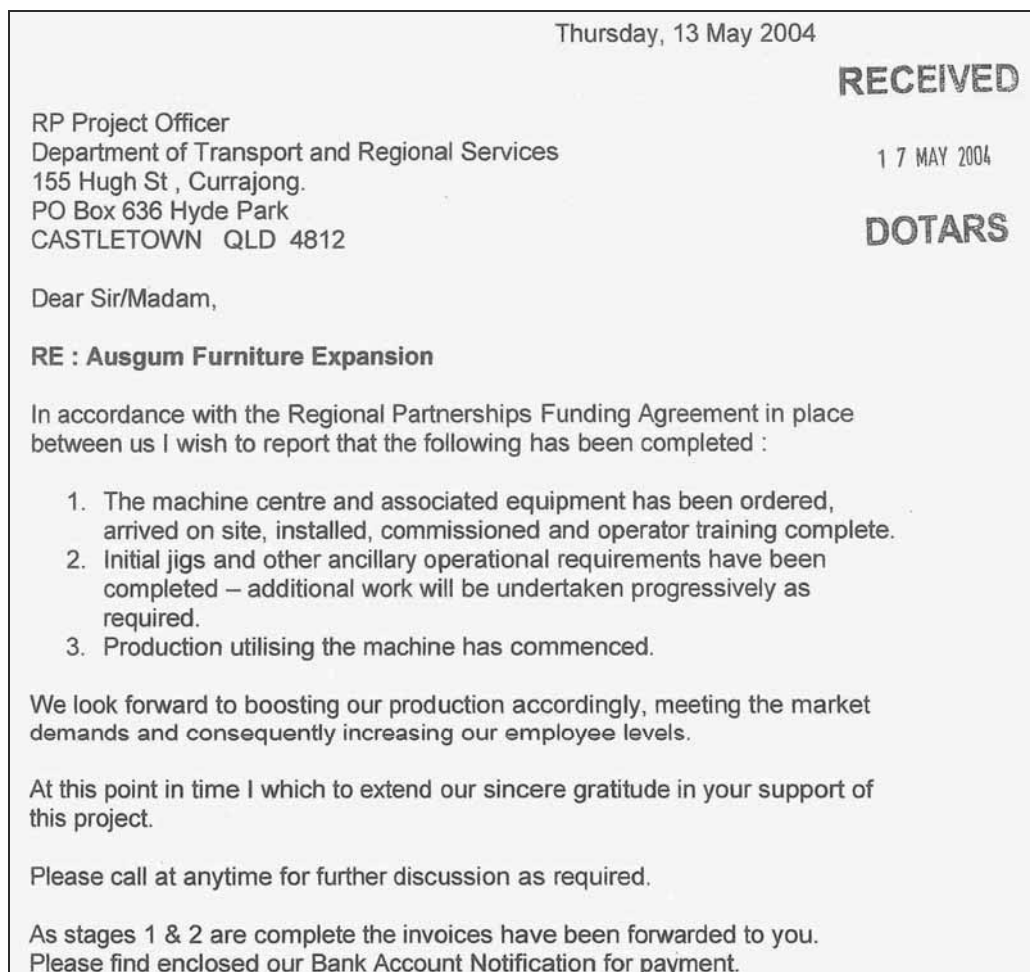 Thursday, 13 May 2004
RECEIVED
17 MAY 2004
DOTARS
RP Project Officer
Department of Transport and Regional Services
155 Hugh St , Currajong.
PO Box 636 Hyde Park
CASTLETOWN QLD 4812
Dear Sir/Madam,
RE : Ausgum Furniture Expansion
In accordance with the Regional Partnerships Funding Agreement in place
between us I wish to report that the following has been completed :
1. The machine centre and associated equipment has been ordered,
arrived on site, installed, commissioned and operator training complete.
2. Initial jigs and other ancillary operational requirements have been
completed – additional work will be undertaken progressively as
required.
3. Production utilising the machine has commenced.
We look forward to boosting our production accordingly, meeting the market
demands and consequently increasing our employee levels.
At this point in time I which to extend our sincere gratitude in your support of
this project.
Please call at anytime for further discussion as required.
As stages 1 & 2 are complete the invoices have been forwarded to you.
Please find enclosed our Bank Account Notification for payment.